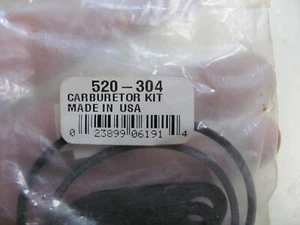 520-304
CARBURETOR KIT
MADE IN USA
0 23899 06191 4